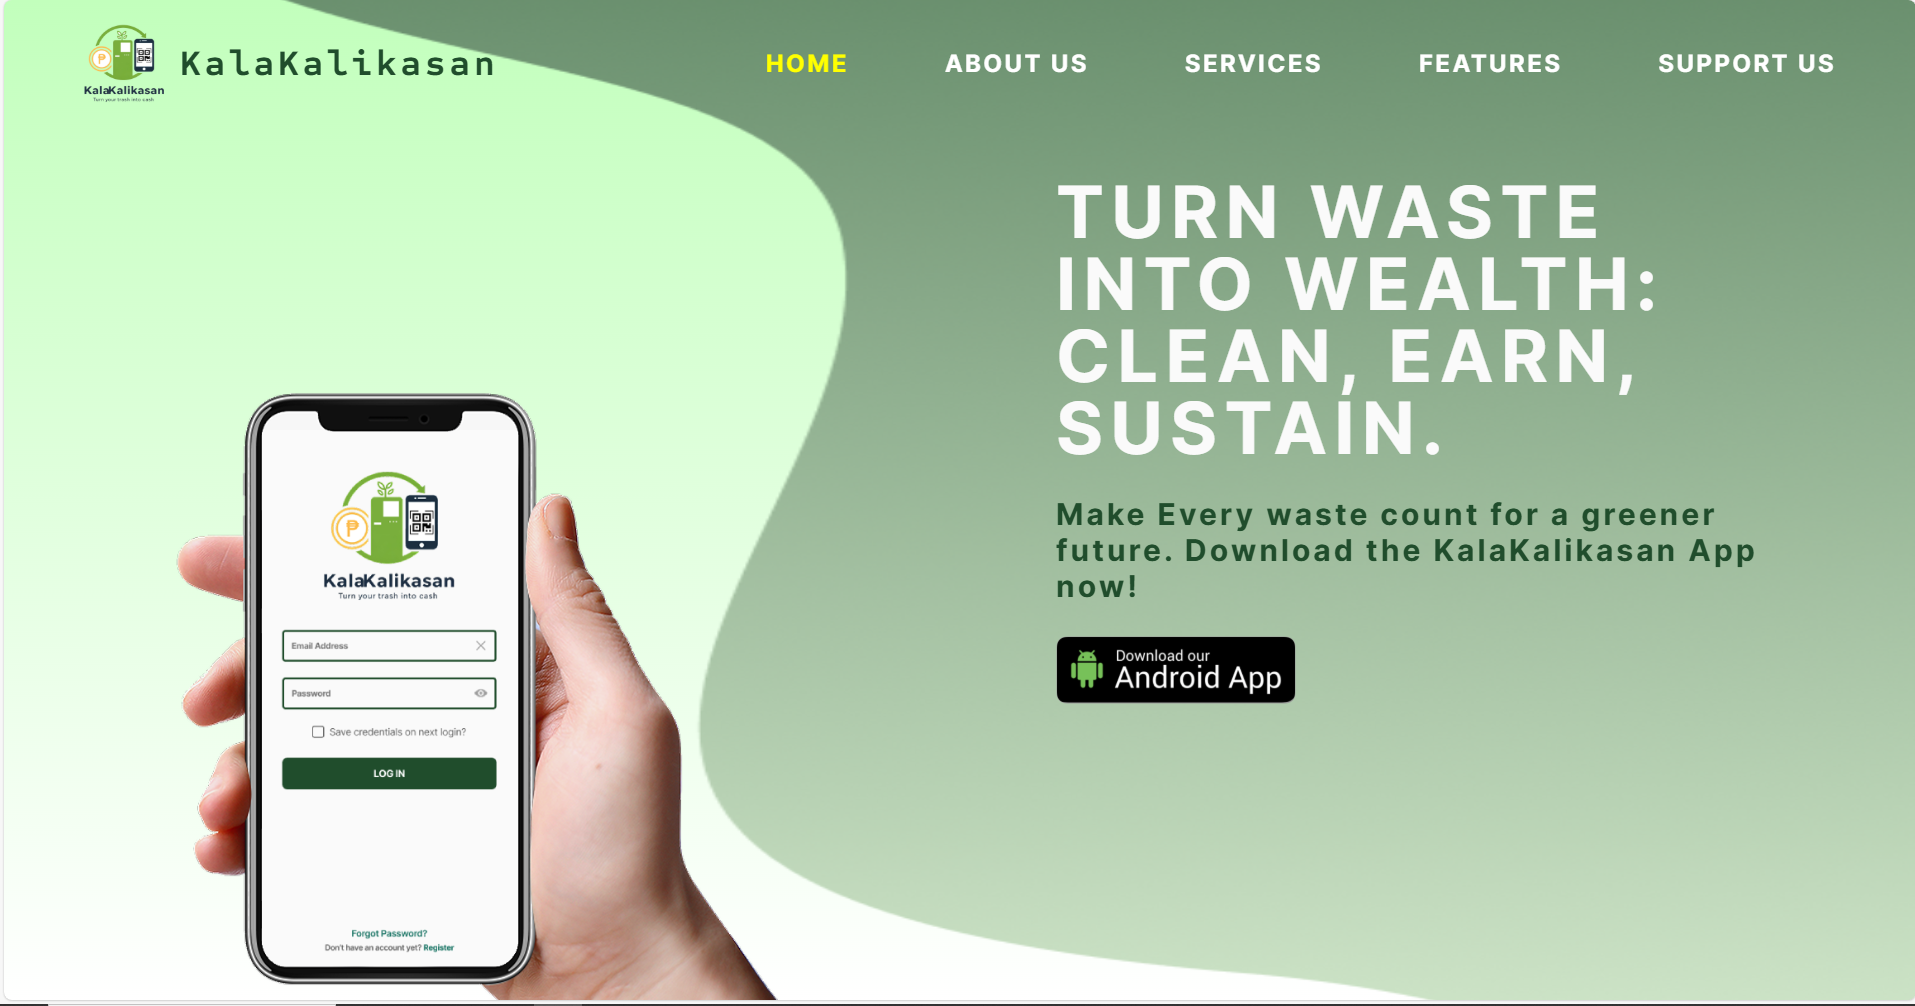 KalaKalikasan
Turn your trash into cash
KalaKalikasan
HOME
ABOUT US
SERVICES
FEATURES
SUPPORT US
TURN WASTE
INTO WEALTH:
CLEAN, EARN,
SUSTAIN.
Make Every waste count for a greener
future. Download the KalaKalikasan App
now!
Download our
Android App
KalaKalikasan
Turn your trash into cash
Email Address
Password
Save credentials on next login?
LOG IN
Forgot Password?
Don't have an account yet? Register